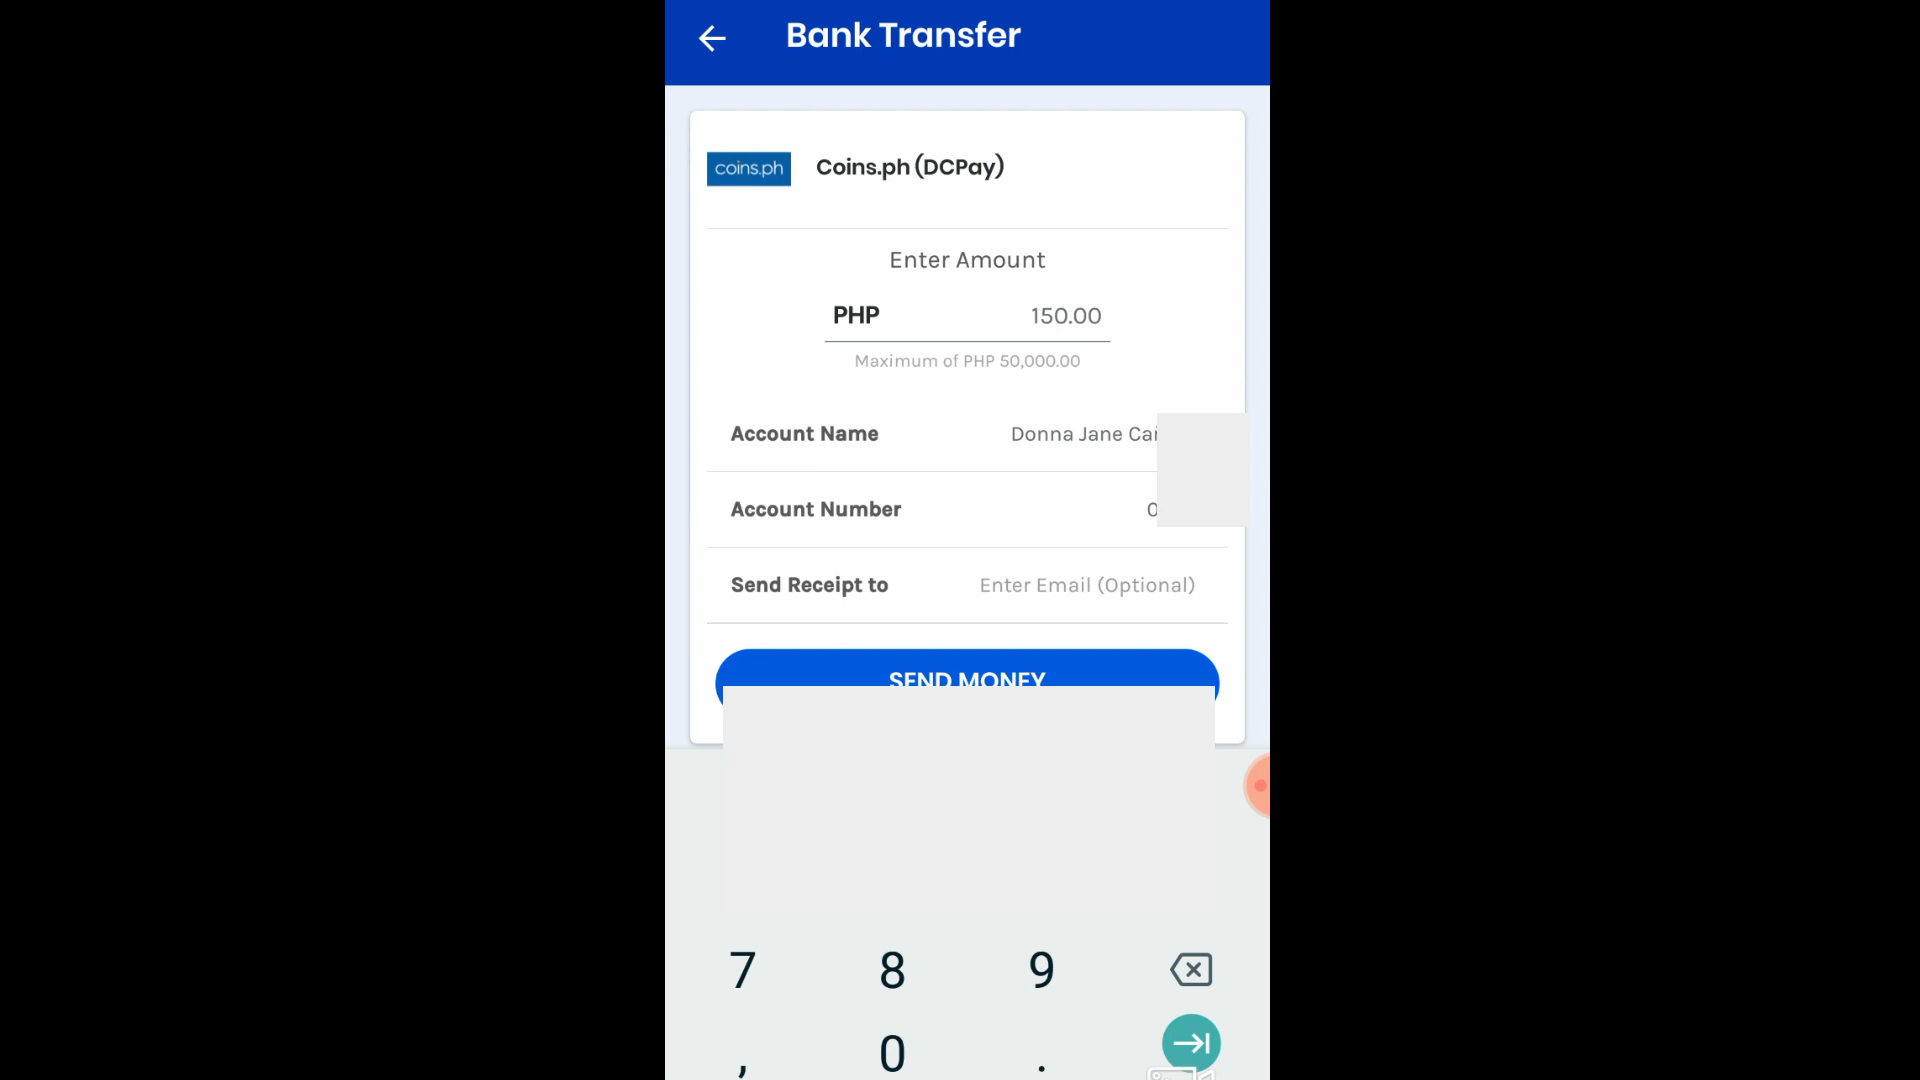 Bank Transfer
coins.ph
Coins.ph (DCPay)
Enter Amount
PHP 150.00
Maximum of PHP 50,000.00
Account Name Donna Jane
Account Number 0
Send Receipt to Enter Email (Optional)
SEND MONEY
7 8 9
, 0 .